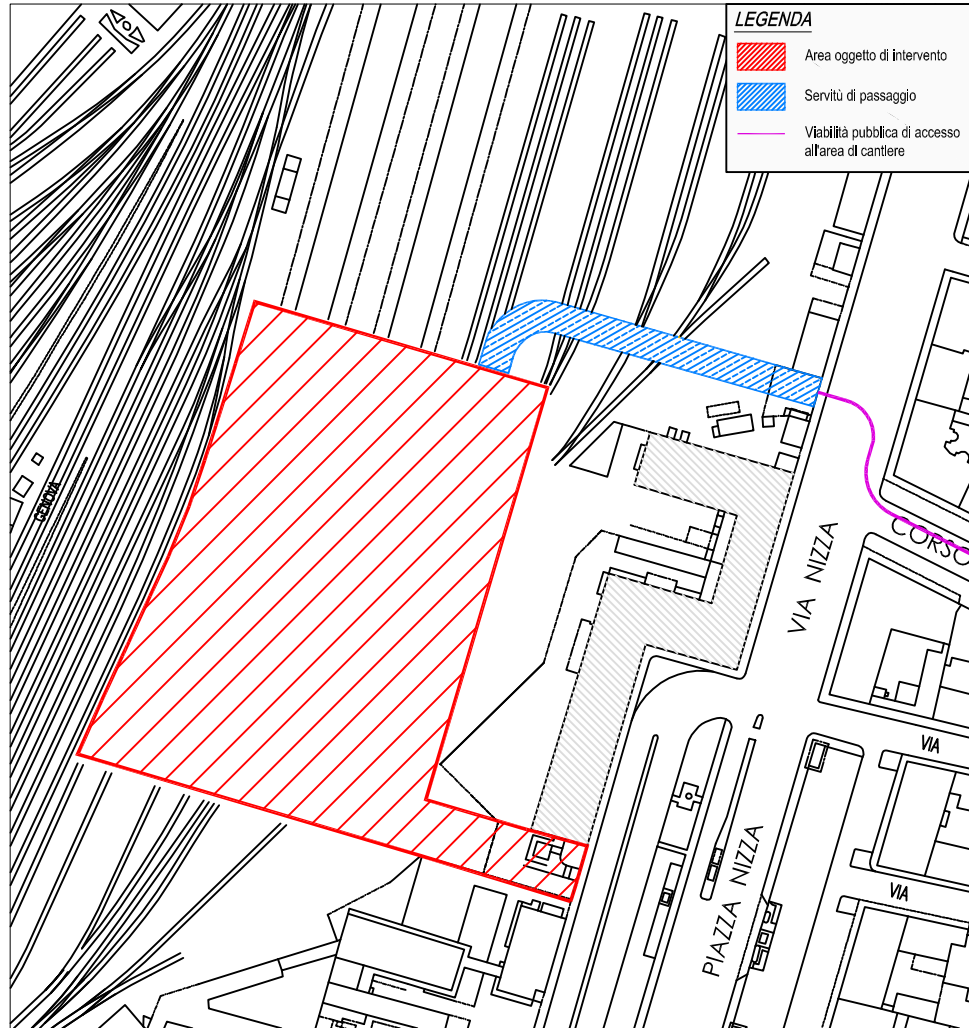 LEGENDA
Area oggetto di intervento
Servitù di passaggio
Viabilità pubblica di accesso
all'area di cantiere
GENOVA
CORSO
VIA NIZZA
VIA
PIAZZA NIZZA
VIA